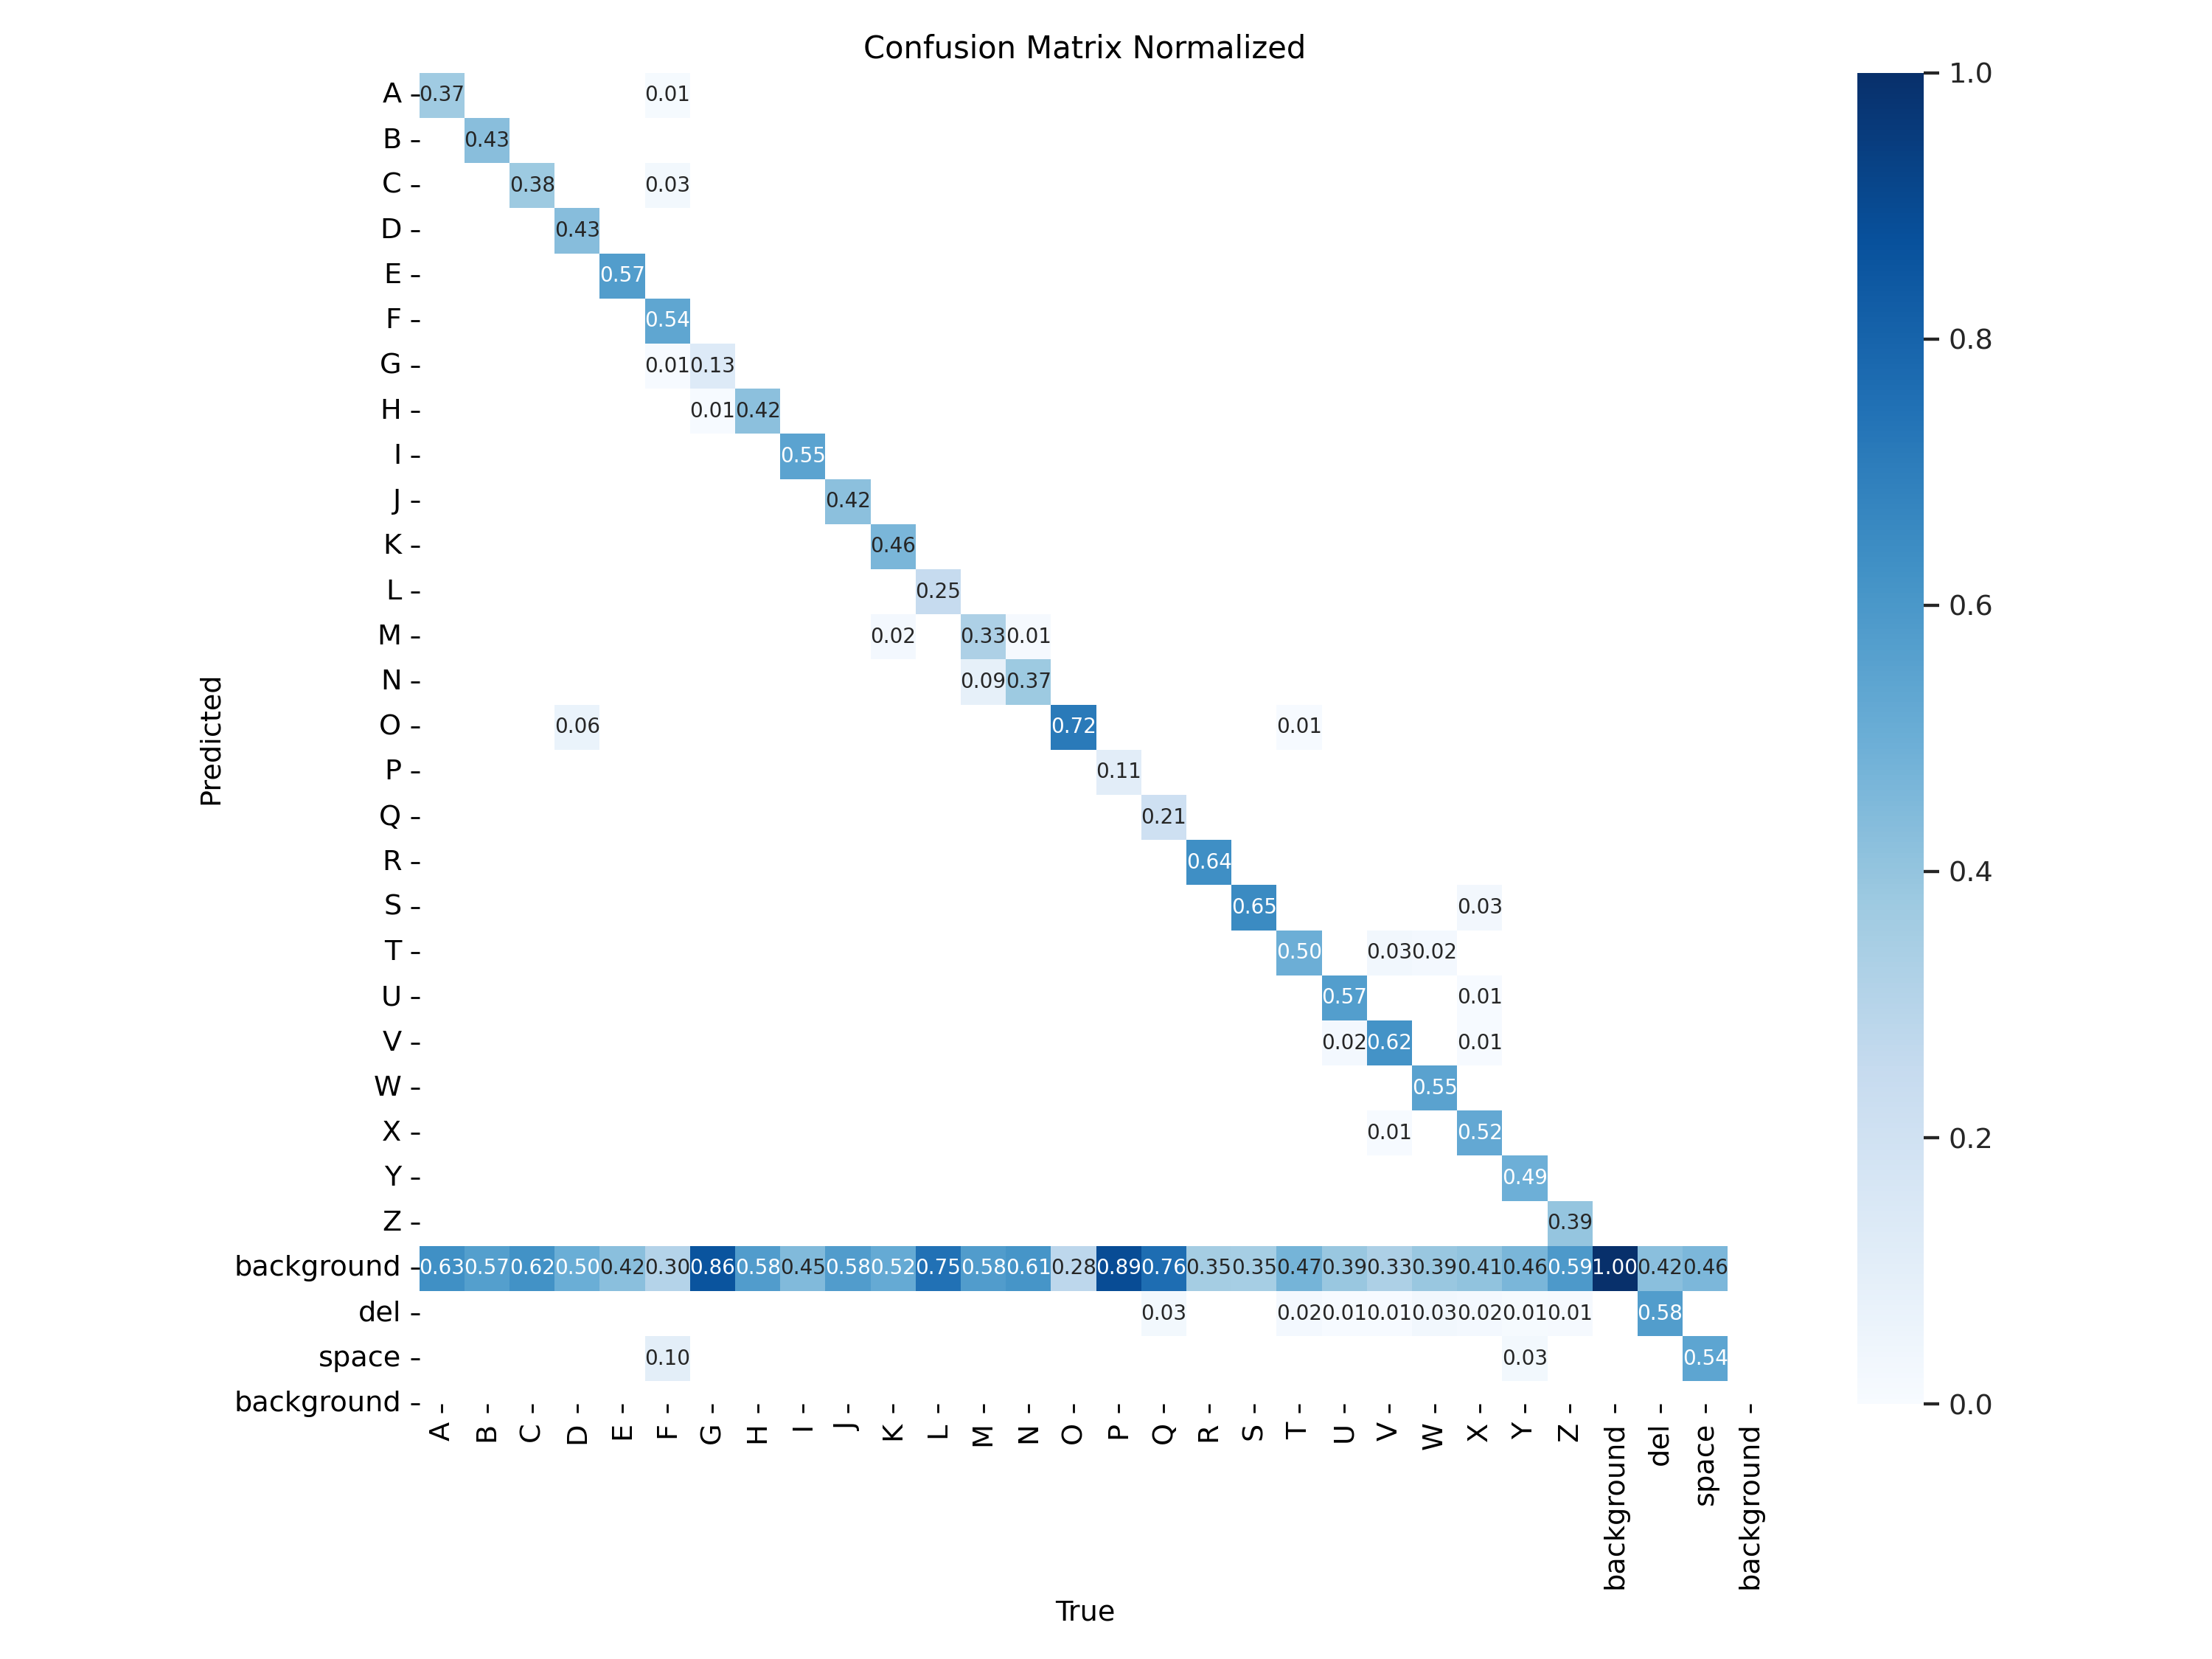 Confusion Matrix Normalized
A 0.37 0.01
B 0.43
C 0.38 0.03
D 0.43
E 0.57
F 0.54
G 0.01 0.13
H 0.01 0.42
I 0.55
J 0.42
K 0.46
L 0.25
M 0.02 0.33 0.01
N 0.09 0.37
O 0.06 0.72 0.01
P 0.11
Q 0.21
R 0.64
S 0.65 0.03
T 0.50 0.03 0.02
U 0.57 0.01
V 0.02 0.62 0.01
W 0.55
X 0.01 0.52
Y 0.49
Z 0.39
background 0.63 0.57 0.62 0.50 0.42 0.30 0.86 0.58 0.45 0.58 0.52 0.75 0.58 0.61 0.28 0.89 0.76 0.35 0.35 0.47 0.39 0.33 0.39 0.41 0.46 0.59 1.00 0.42 0.46
del 0.03 0.02 0.01 0.01 0.03 0.02 0.01 0.01 0.58
space 0.10 0.03 0.54
background
A B C D E F G H I J K L M N O P Q R S T U V W X Y Z background del space background
True
Predicted
1.0
0.8
0.6
0.4
0.2
0.0